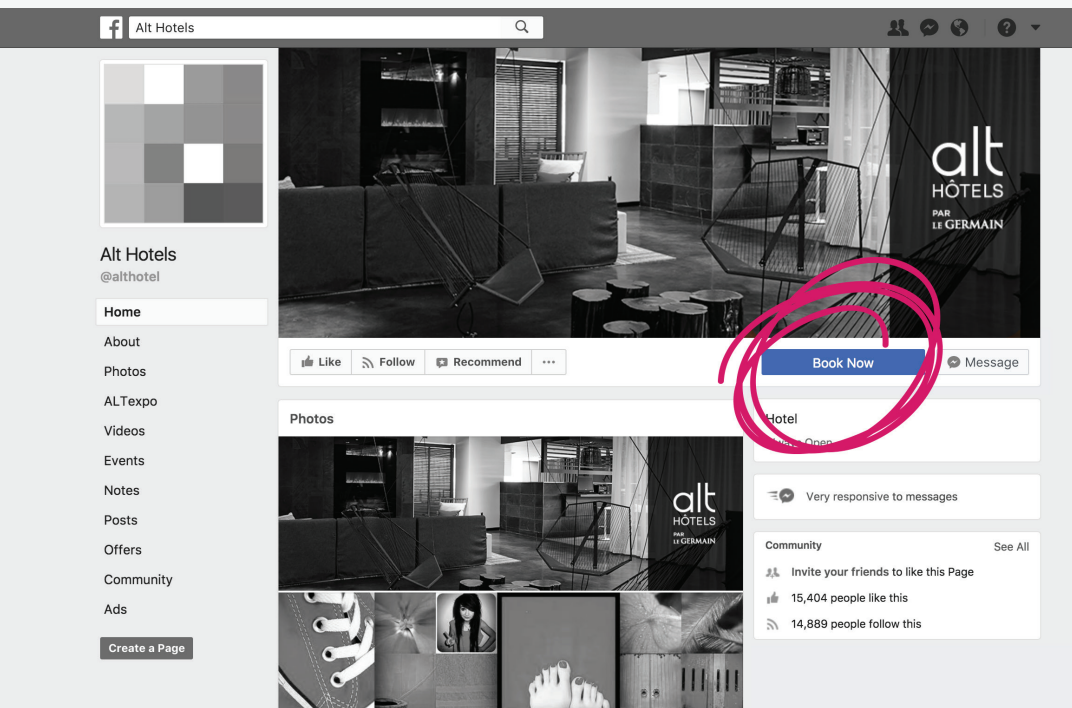 Alt Hotels
alt
HÔTELS
PAR
LE GERMAIN
Alt Hotels
@althotel
Home
About
Photos
ALTexpo
Videos
Events
Notes
Posts
Offers
Community
Ads
Create a Page
Like
Follow
Recommend
Book Now
Message
Photos
alt
HÔTELS
PAR
LE GERMAIN
Hotel
Always Open
Very responsive to messages
Community
See All
Invite your friends to like this Page
15,404 people like this
14,889 people follow this